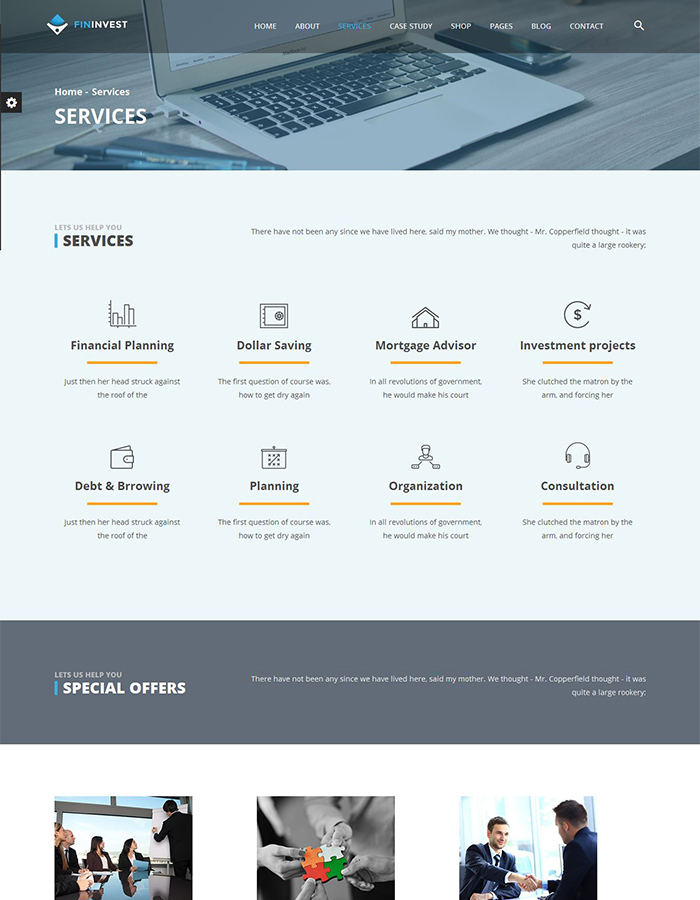 FININVEST
HOME ABOUT SERVICES CASE STUDY SHOP PAGES BLOG CONTACT
Home - Services
SERVICES
LETS US HELP YOU
SERVICES
There have not been any since we have lived here, said my mother. We thought - Mr. Copperfield thought - it was
quite a large rookery;
Financial Planning
Just then her head struck against
the roof of the
Dollar Saving
The first question of course was,
how to get dry again
Mortgage Advisor
In all revolutions of government,
he would make his court
Investment projects
She clutched the matron by the
arm, and forcing her
Debt & Brrowing
Just then her head struck against
the roof of the
Planning
The first question of course was,
how to get dry again
Organization
In all revolutions of government,
he would make his court
Consultation
She clutched the matron by the
arm, and forcing her
LETS US HELP YOU
SPECIAL OFFERS
There have not been any since we have lived here, said my mother. We thought - Mr. Copperfield thought - it was
quite a large rookery;